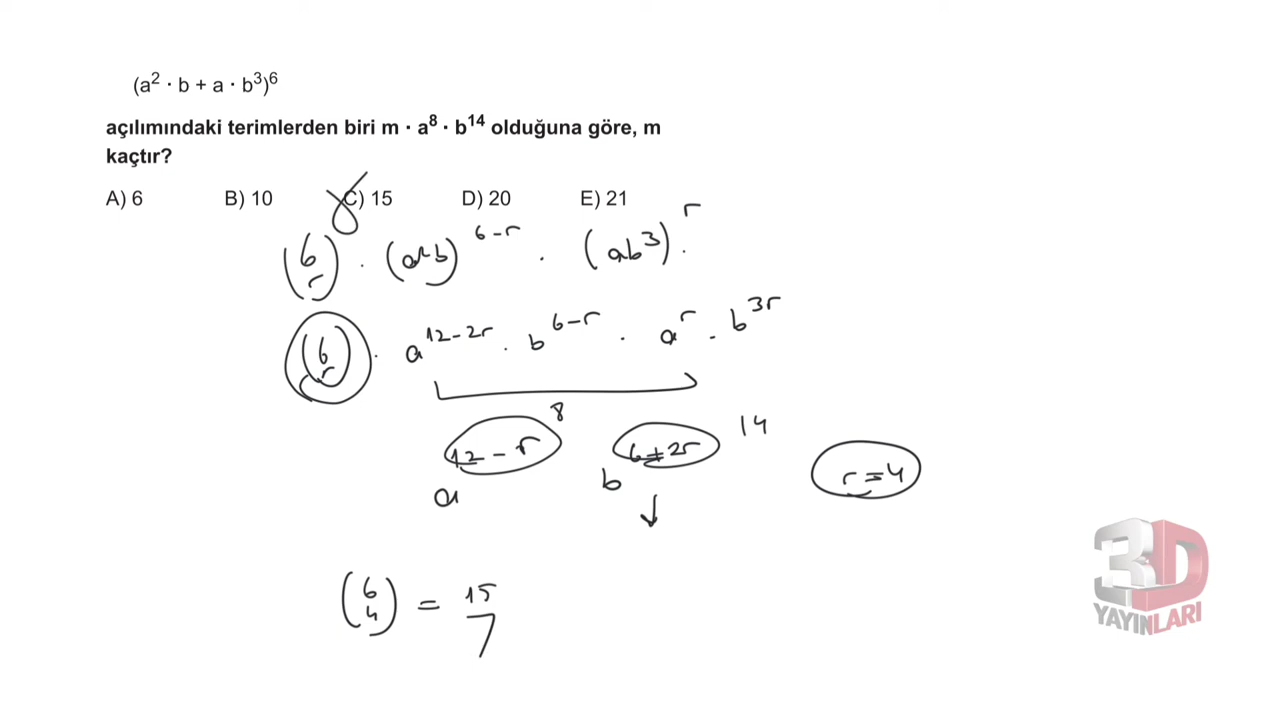 (a² · b + a · b³)⁶
açılımındaki terimlerden biri m · a⁸ · b¹⁴ olduğuna göre, m
kaçtır?
A) 6 B) 10 C) 15 D) 20 E) 21
(6 r) · (a²b)^6-r · (ab³)^r
(6 r) · a^12-2r · b^6-r · a^r · b^3r
a^12-r 8 b^6+2r 14 r=4
(6 4) = 15
3D
YAYINLARI